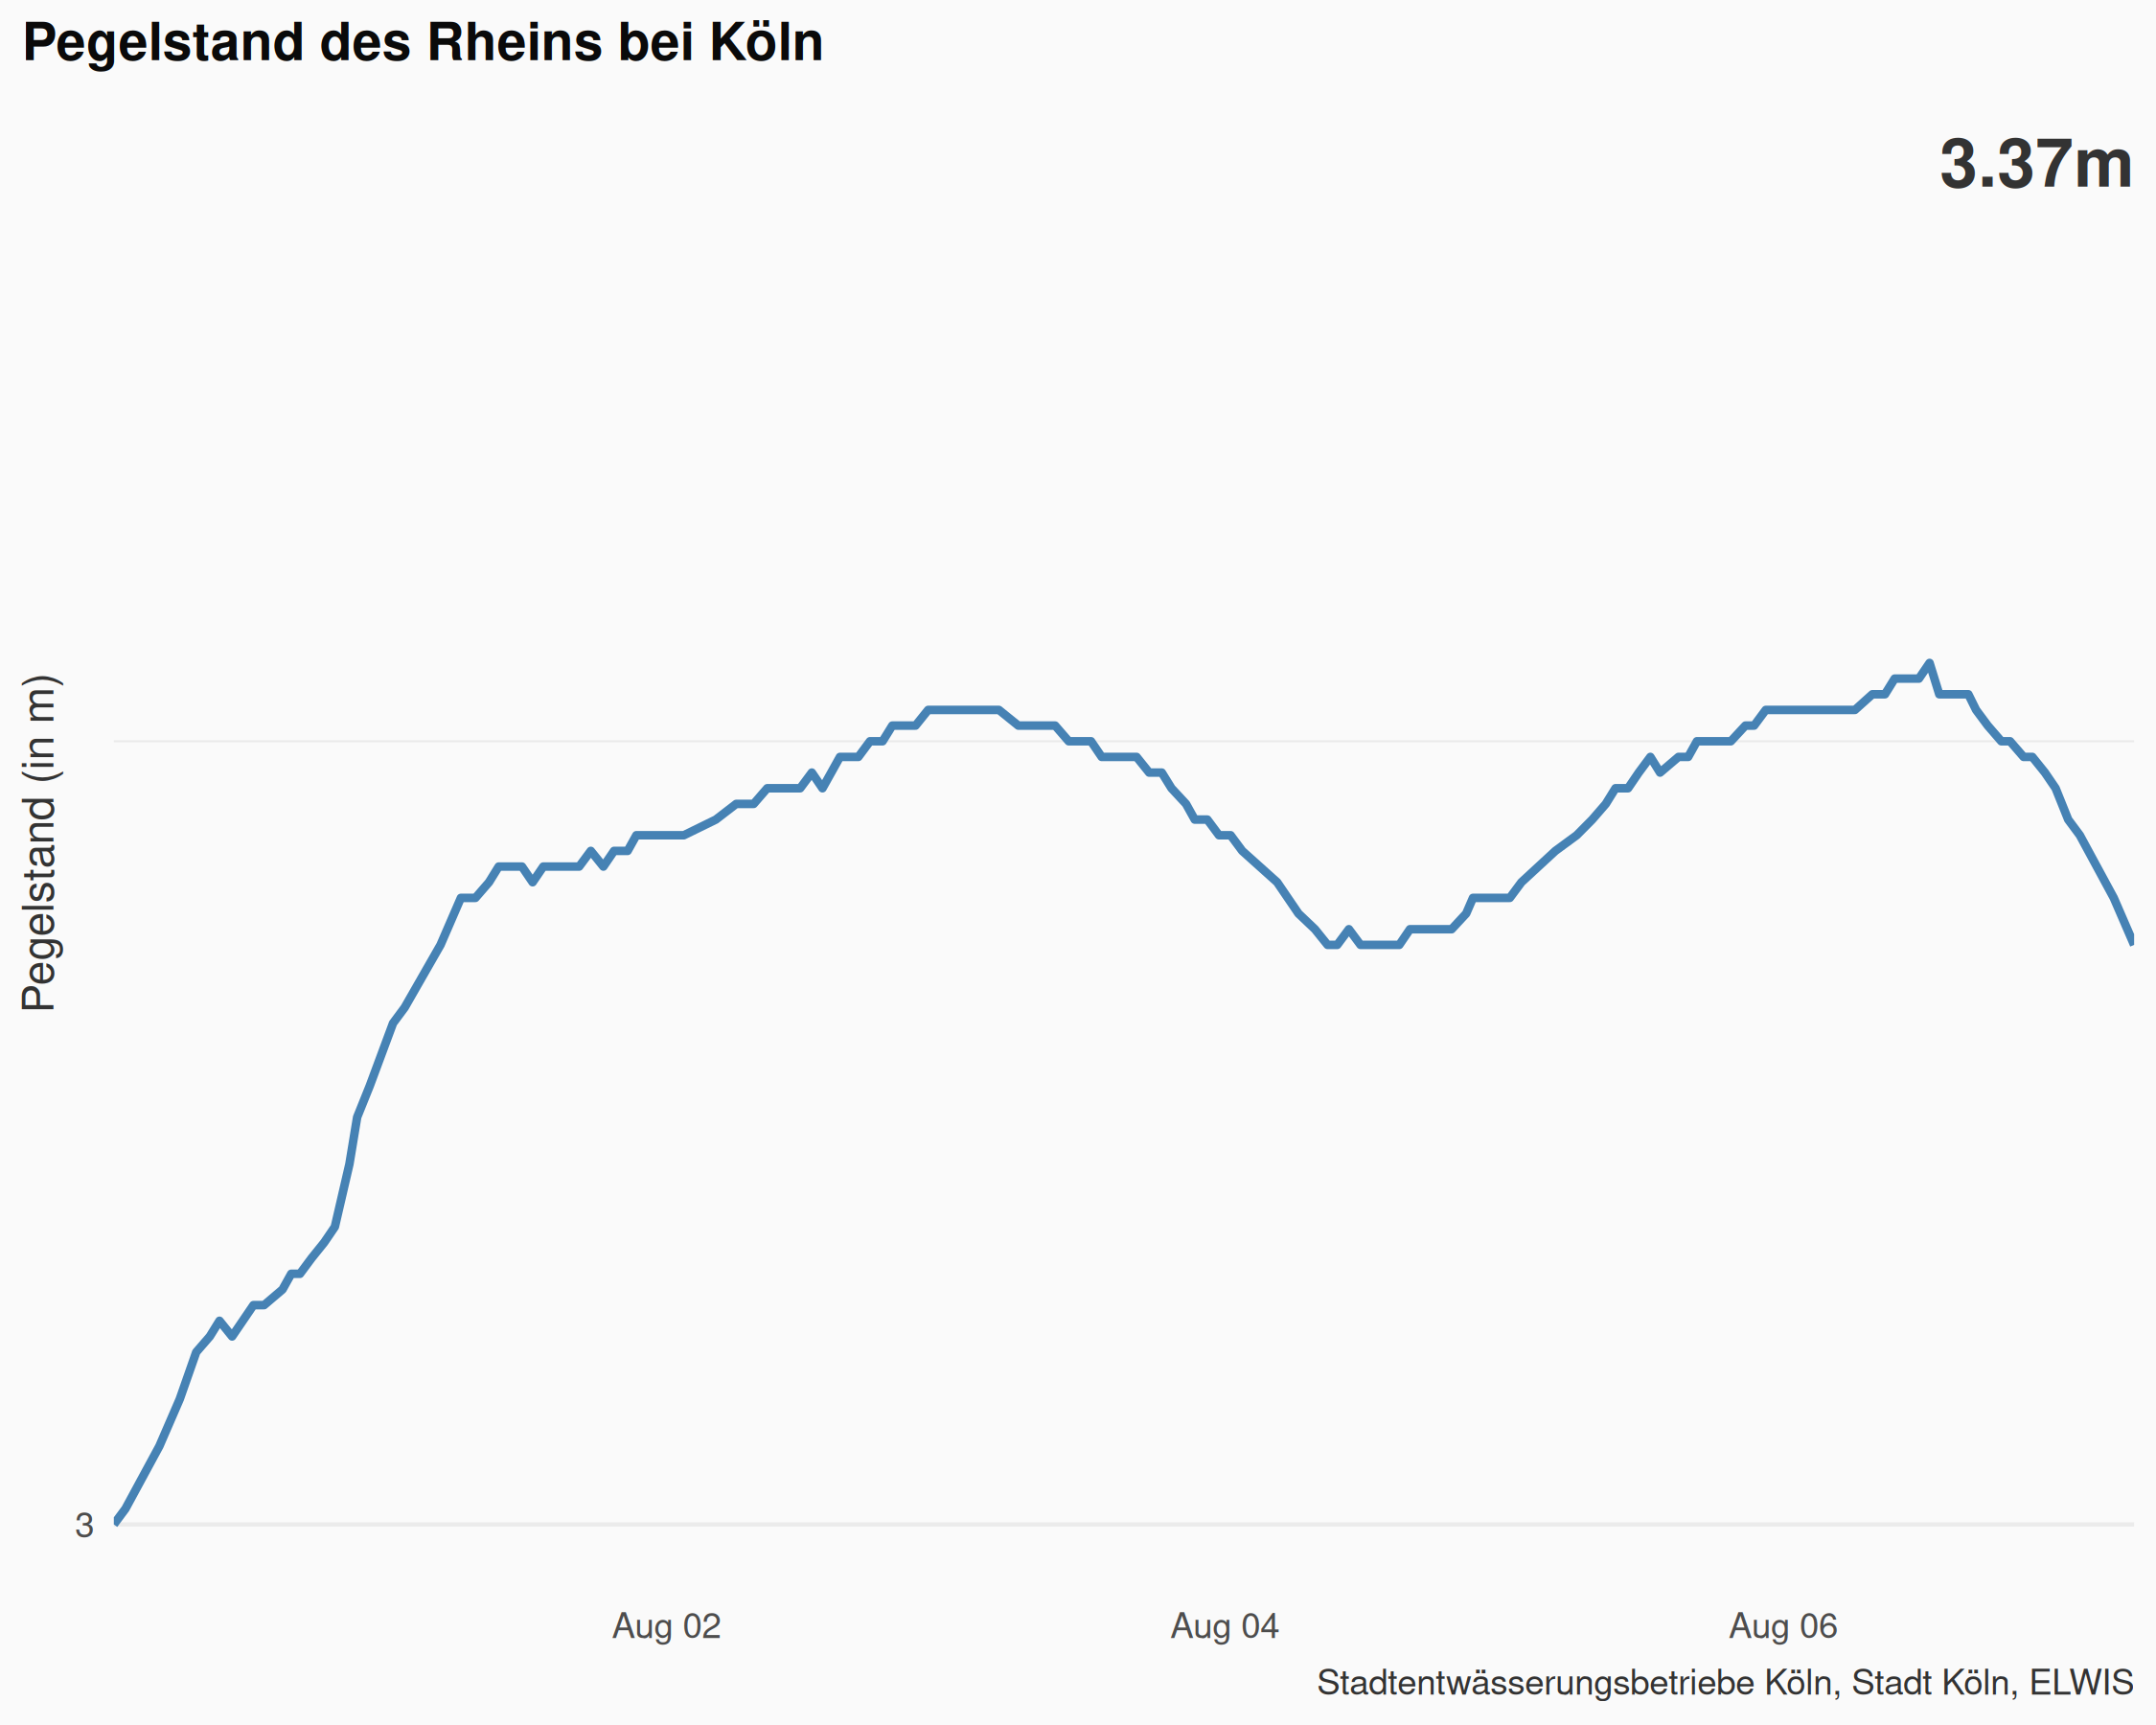 Pegelstand des Rheins bei Köln
3.37m
Pegelstand (in m)
3
Aug 02
Aug 04
Aug 06
Stadtentwässerungsbetriebe Köln, Stadt Köln, ELWIS